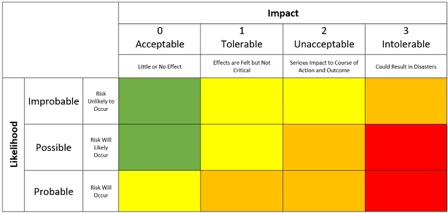 Impact
0
Acceptable
1
Tolerable
2
Unacceptable
3
Intolerable
Little or No Effect
Effects are Felt but Not
Critical
Serious Impact to Course of
Action and Outcome
Could Result in Disasters
Likelihood
Improbable
Risk
Unlikely to
Occur
Possible
Risk Will
Likely
Occur
Probable
Risk Will
Occur